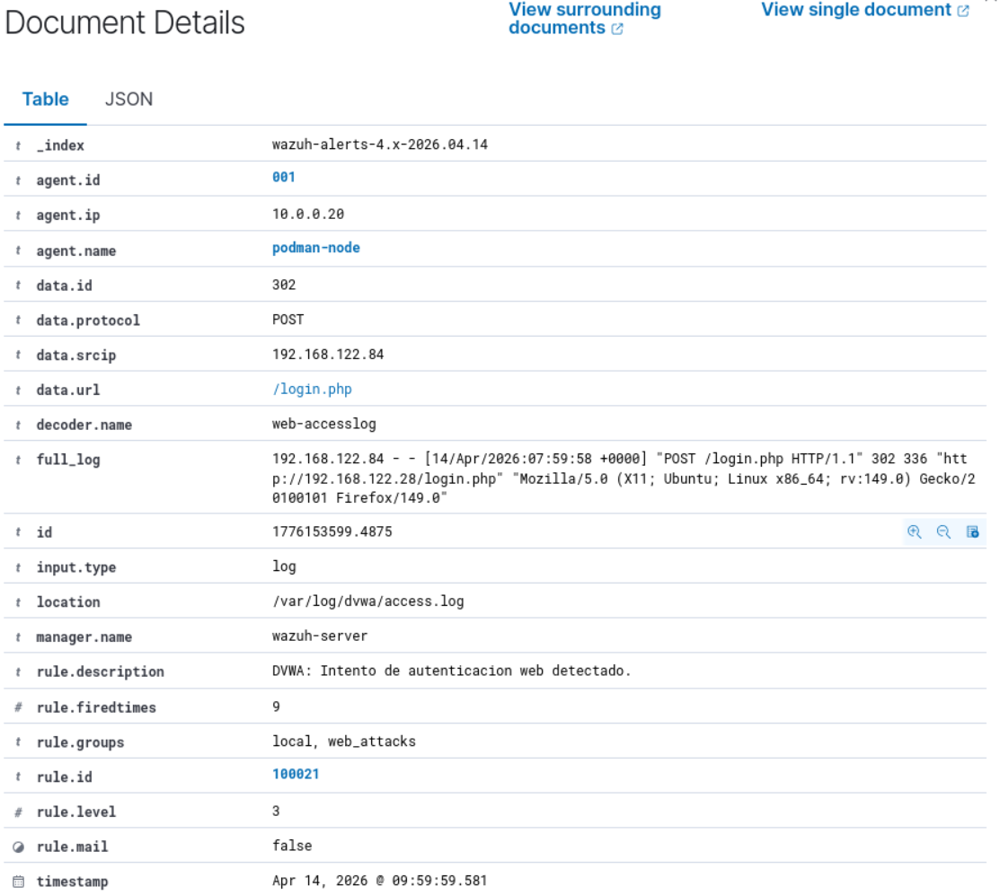 Document Details
View surrounding
documents
View single document
Table
JSON
t _index wazuh-alerts-4.x-2026.04.14
t agent.id 001
t agent.ip 10.0.0.20
t agent.name podman-node
t data.id 302
t data.protocol POST
t data.srcip 192.168.122.84
t data.url /login.php
t decoder.name web-accesslog
t full_log 192.168.122.84 - - [14/Apr/2026:07:59:58 +0000] "POST /login.php HTTP/1.1" 302 336 "htt
p://192.168.122.28/login.php" "Mozilla/5.0 (X11; Ubuntu; Linux x86_64; rv:149.0) Gecko/2
0100101 Firefox/149.0"
t id 1776153599.4875
t input.type log
t location /var/log/dvwa/access.log
t manager.name wazuh-server
t rule.description DVWA: Intento de autenticacion web detectado.
# rule.firedtimes 9
t rule.groups local, web_attacks
t rule.id 100021
# rule.level 3
rule.mail false
timestamp Apr 14, 2026 @ 09:59:59.581